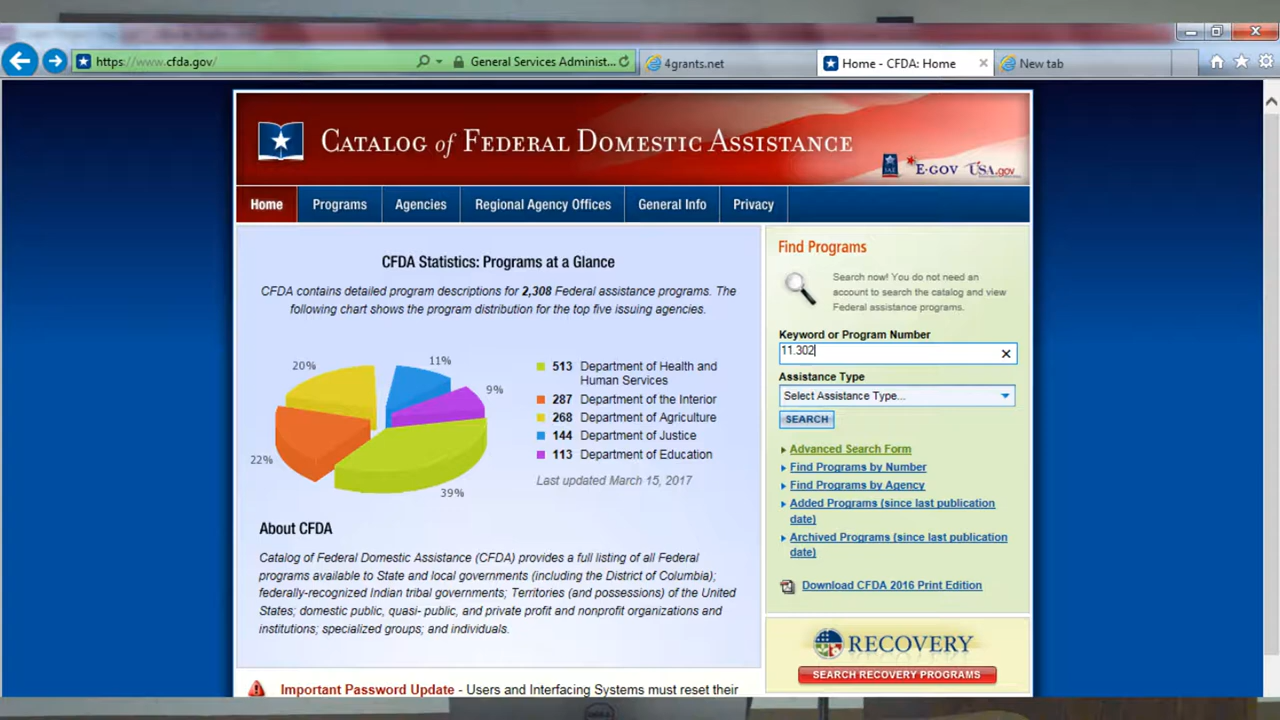 https://www.cfda.gov/
General Services Administ...
4grants.net
Home - CFDA: Home
New tab
CATALOG of FEDERAL DOMESTIC ASSISTANCE
E-GOV USA.gov
Home Programs Agencies Regional Agency Offices General Info Privacy
CFDA Statistics: Programs at a Glance
CFDA contains detailed program descriptions for 2,308 Federal assistance programs. The
following chart shows the program distribution for the top five issuing agencies.
20%
11%
9%
22%
39%
513 Department of Health and
Human Services
287 Department of the Interior
268 Department of Agriculture
144 Department of Justice
113 Department of Education
Last updated March 15, 2017
About CFDA
Catalog of Federal Domestic Assistance (CFDA) provides a full listing of all Federal
programs available to State and local governments (including the District of Columbia);
federally-recognized Indian tribal governments; Territories (and possessions) of the United
States; domestic public, quasi- public, and private profit and nonprofit organizations and
institutions; specialized groups; and individuals.
Important Password Update - Users and Interfacing Systems must reset their
Find Programs
Search now! You do not need an
account to search the catalog and view
Federal assistance programs.
Keyword or Program Number
11.302
Assistance Type
Select Assistance Type...
SEARCH
Advanced Search Form
Find Programs by Number
Find Programs by Agency
Added Programs (since last publication
date)
Archived Programs (since last publication
date)
Download CFDA 2016 Print Edition
RECOVERY
SEARCH RECOVERY PROGRAMS